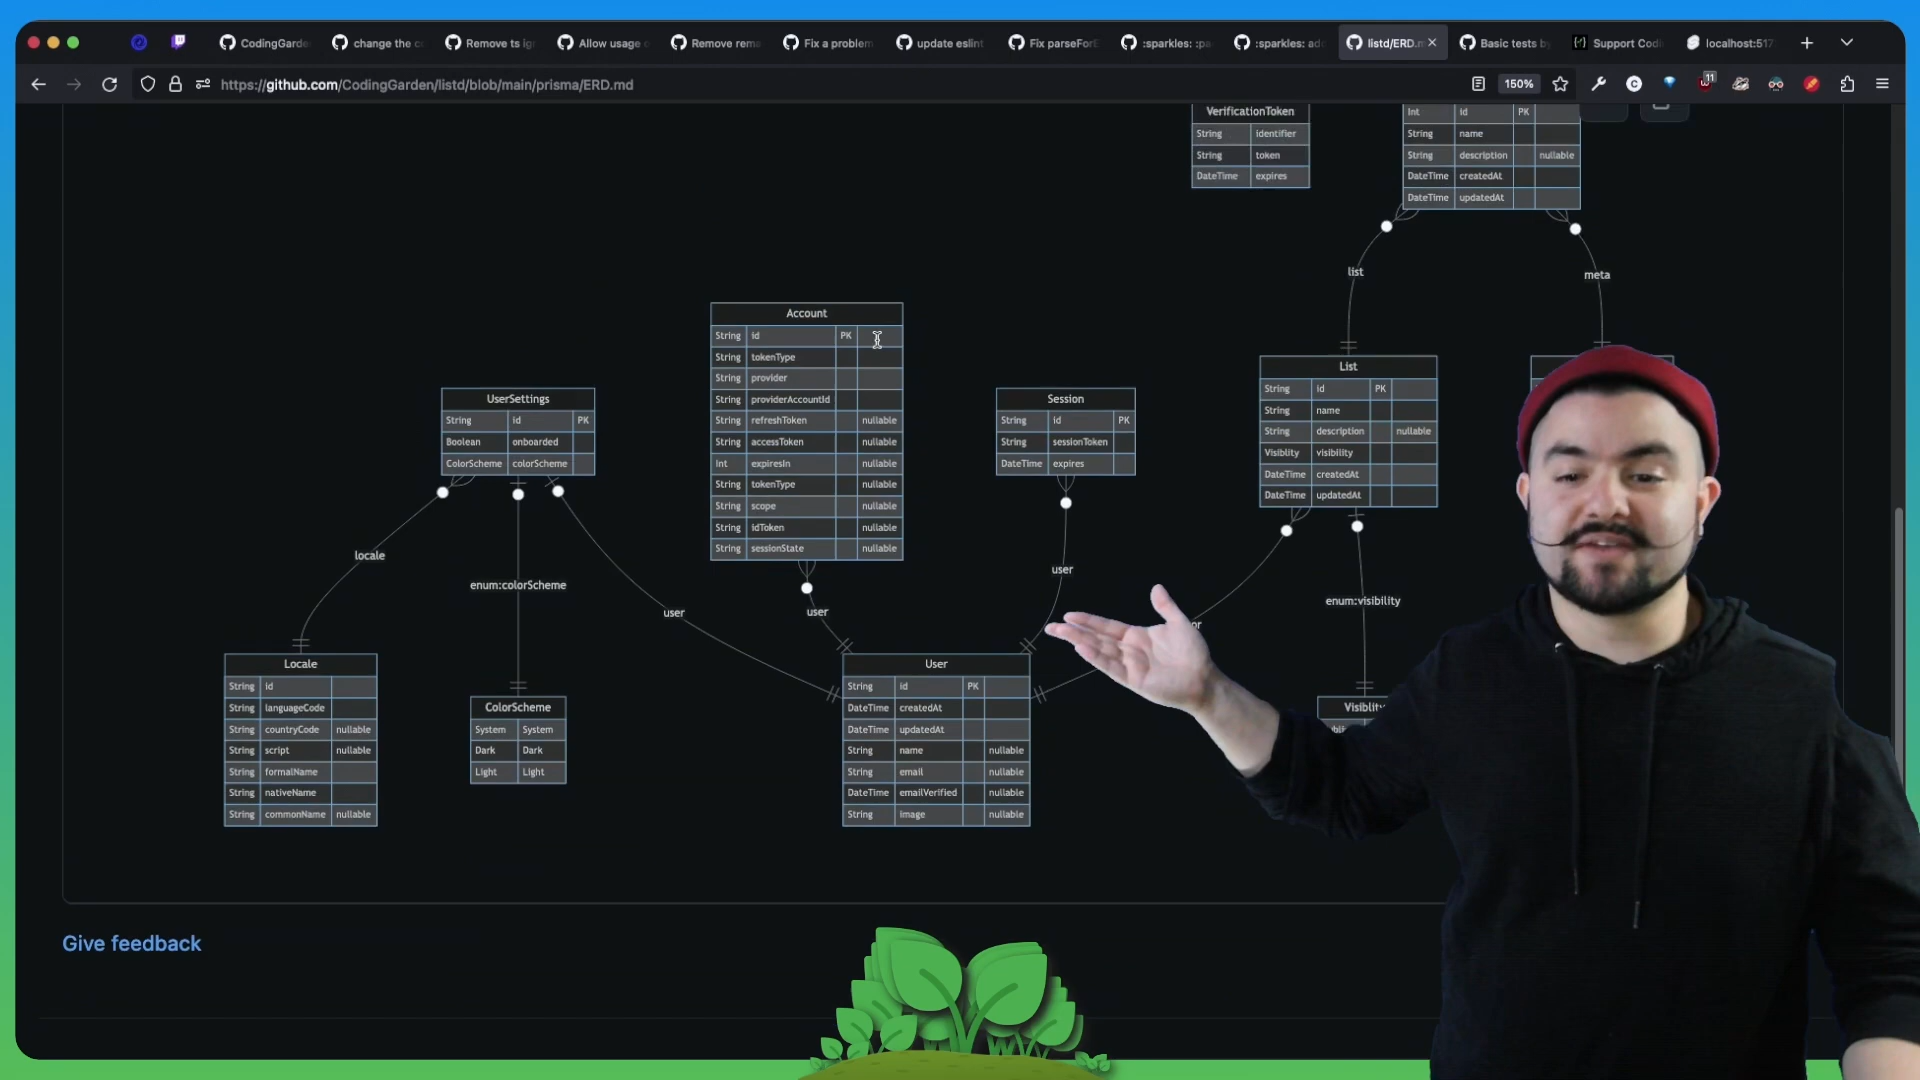 CodingGarde
change the c
Remove ts ig
Allow usage
Remove rema
Fix a problem
update eslint
Fix parseForE
:sparkles: :pa
:sparkles: ad
listd/ERD.m
Basic tests by
Support Codi
localhost:517
https://github.com/CodingGarden/listd/blob/main/prisma/ERD.md
150%
11
VerificationToken
String identifier
String token
DateTime expires
Int id PK
String name
String description nullable
DateTime createdAt
DateTime updatedAt
list
meta
Account
String id PK
String tokenType
String provider
String providerAccountId
String refreshToken nullable
String accessToken nullable
Int expiresIn nullable
String tokenType nullable
String scope nullable
String idToken nullable
String sessionState nullable
UserSettings
String id PK
Boolean onboarded
ColorScheme colorScheme
Session
String id PK
String sessionToken
DateTime expires
List
String id PK
String name
String description nullable
Visiblity visibility
DateTime createdAt
DateTime updatedAt
locale
enum:colorScheme
user
user
user
or
enum:visibility
Locale
String id
String languageCode
String countryCode nullable
String script nullable
String formalName
String nativeName
String commonName nullable
ColorScheme
System System
Dark Dark
Light Light
User
String id PK
DateTime createdAt
DateTime updatedAt
String name nullable
String email nullable
DateTime emailVerified nullable
String image nullable
Visiblity
Give feedback